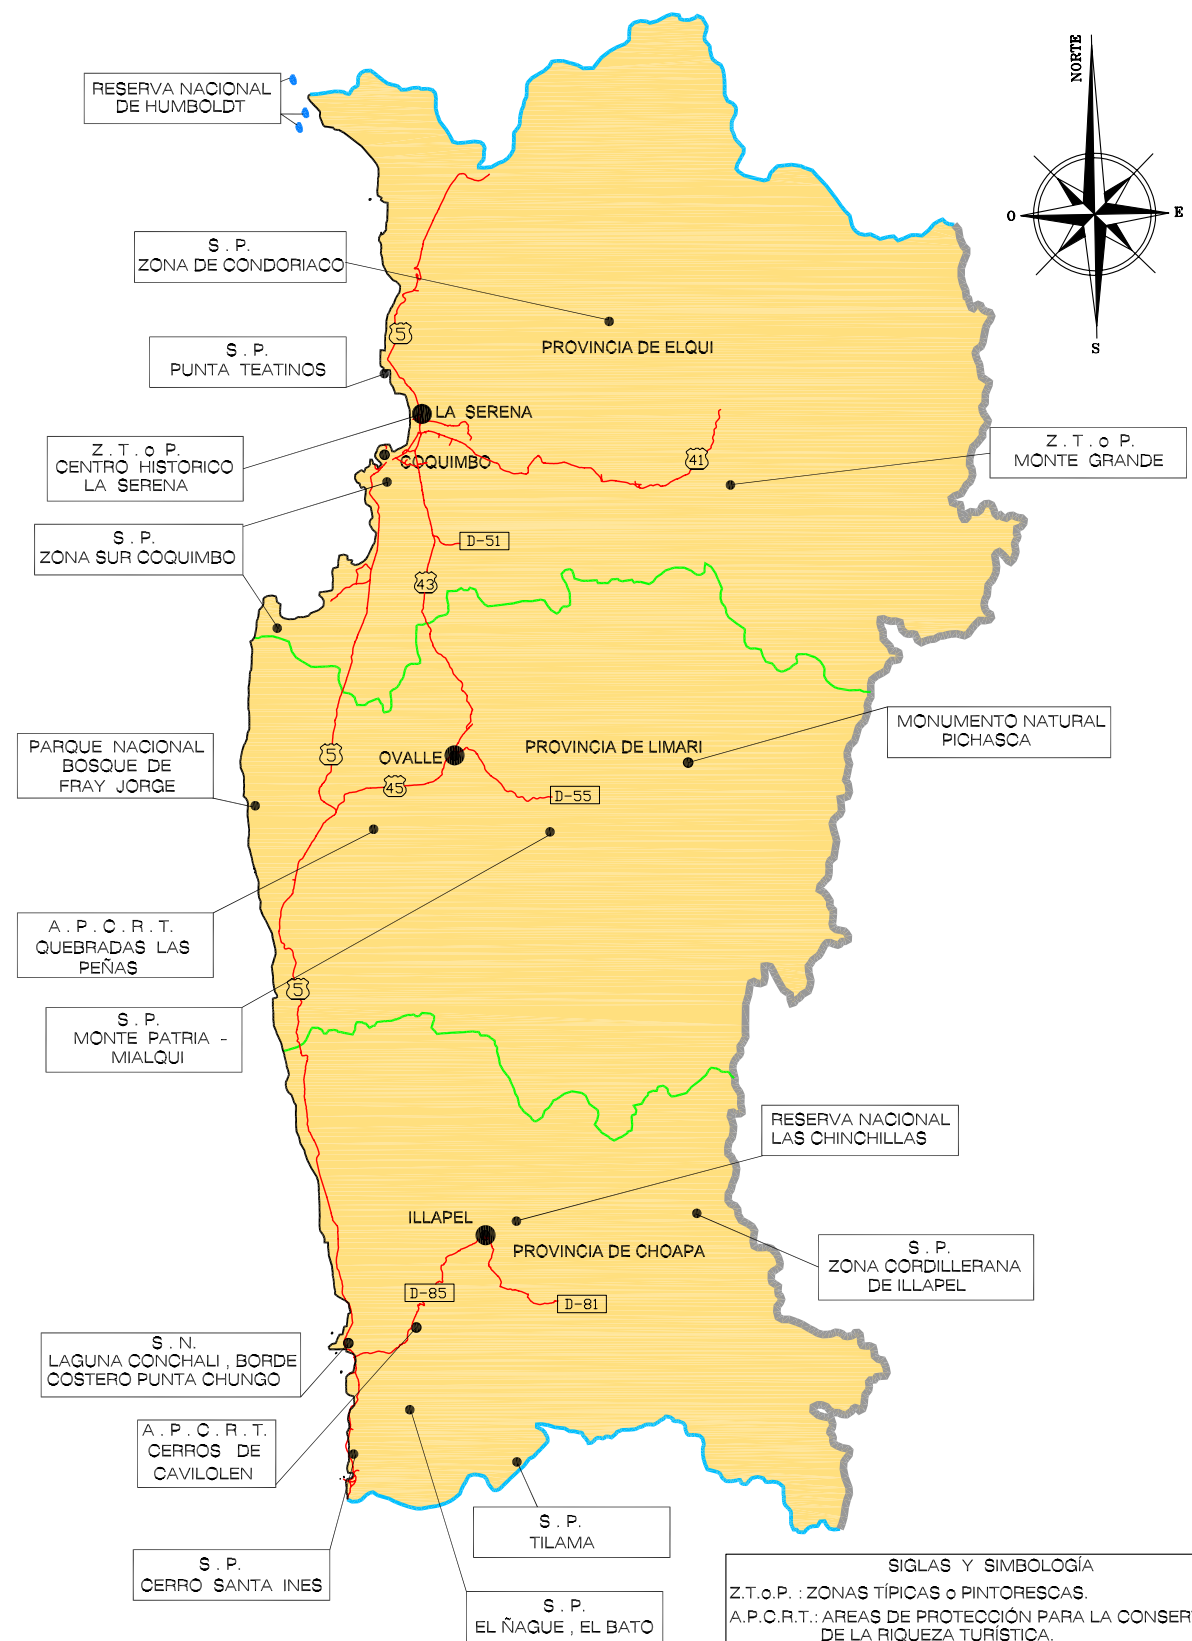 NORTE
O
E
S
RESERVA NACIONAL
DE HUMBOLDT
S . P.
ZONA DE CONDORIACO
5
PROVINCIA DE ELQUI
S . P.
PUNTA TEATINOS
LA SERENA
Z . T. o P.
CENTRO HISTORICO
LA SERENA
COQUIMBO
41
Z . T. o P.
MONTE GRANDE
S . P.
ZONA SUR COQUIMBO
D-51
43
MONUMENTO NATURAL
PICHASCA
PARQUE NACIONAL
BOSQUE DE
FRAY JORGE
5
OVALLE
PROVINCIA DE LIMARI
45
D-55
A . P. C . R . T.
QUEBRADAS LAS
PEÑAS
5
S . P.
MONTE PATRIA -
MIALQUI
RESERVA NACIONAL
LAS CHINCHILLAS
ILLAPEL
PROVINCIA DE CHOAPA
S . P.
ZONA CORDILLERANA
DE ILLAPEL
D-85
D-81
S . N.
LAGUNA CONCHALI , BORDE
COSTERO PUNTA CHUNGO
A . P. C . R . T.
CERROS DE
CAVILOLEN
S . P.
TILAMA
S . P.
CERRO SANTA INES
S . P.
EL ÑAGUE , EL BATO
SIGLAS Y SIMBOLOGÍA
Z.T.o.P. : ZONAS TÍPICAS o PINTORESCAS.
A.P.C.R.T.: AREAS DE PROTECCIÓN PARA LA CONSERV
DE LA RIQUEZA TURÍSTICA.